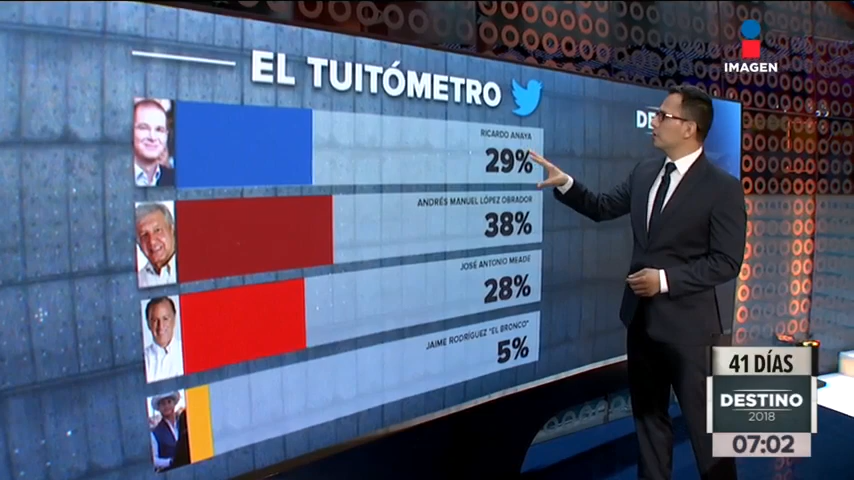 IMAGEN
EL TUITÓMETRO
DE
RICARDO ANAYA
29%
ANDRÉS MANUEL LÓPEZ OBRADOR
38%
JOSÉ ANTONIO MEADE
28%
JAIME RODRÍGUEZ "EL BRONCO"
5%
41 DÍAS
DESTINO
2018
07:02